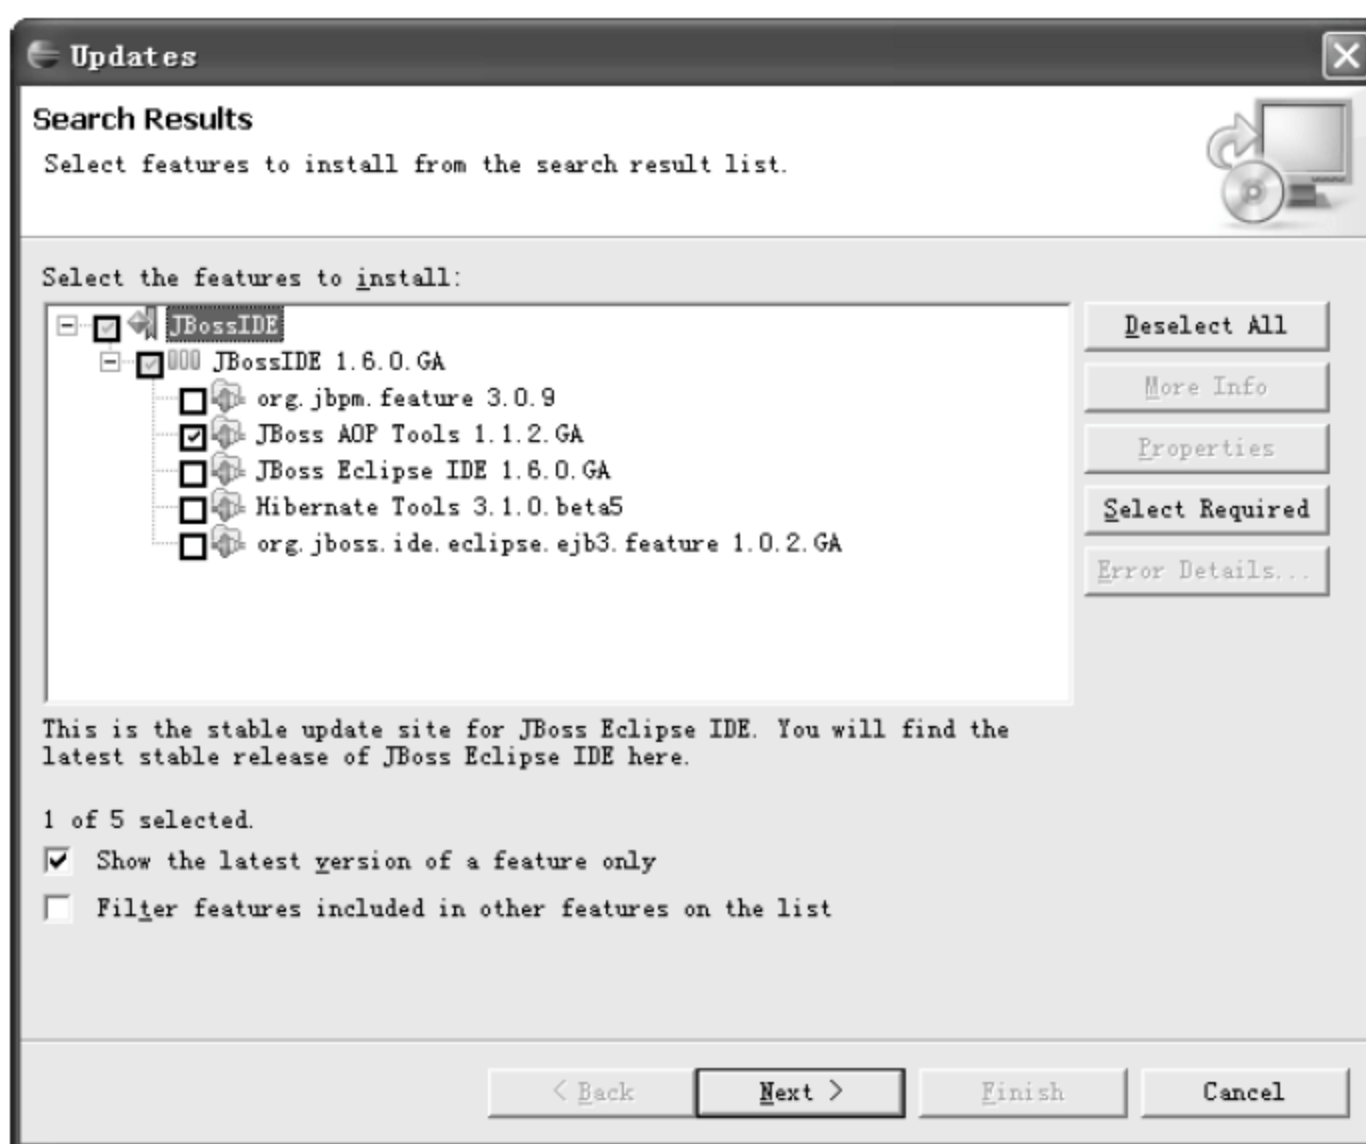 Updates
Search Results
Select features to install from the search result list.
Select the features to install:
JBossIDE
JBossIDE 1.6.0.GA
org.jbpm.feature 3.0.9
JBoss AOP Tools 1.1.2.GA
JBoss Eclipse IDE 1.6.0.GA
Hibernate Tools 3.1.0.beta5
org.jboss.ide.eclipse.ejb3.feature 1.0.2.GA
Deselect All
More Info
Properties
Select Required
Error Details...
This is the stable update site for JBoss Eclipse IDE. You will find the
latest stable release of JBoss Eclipse IDE here.
1 of 5 selected.
Show the latest version of a feature only
Filter features included in other features on the list
< Back
Next >
Finish
Cancel